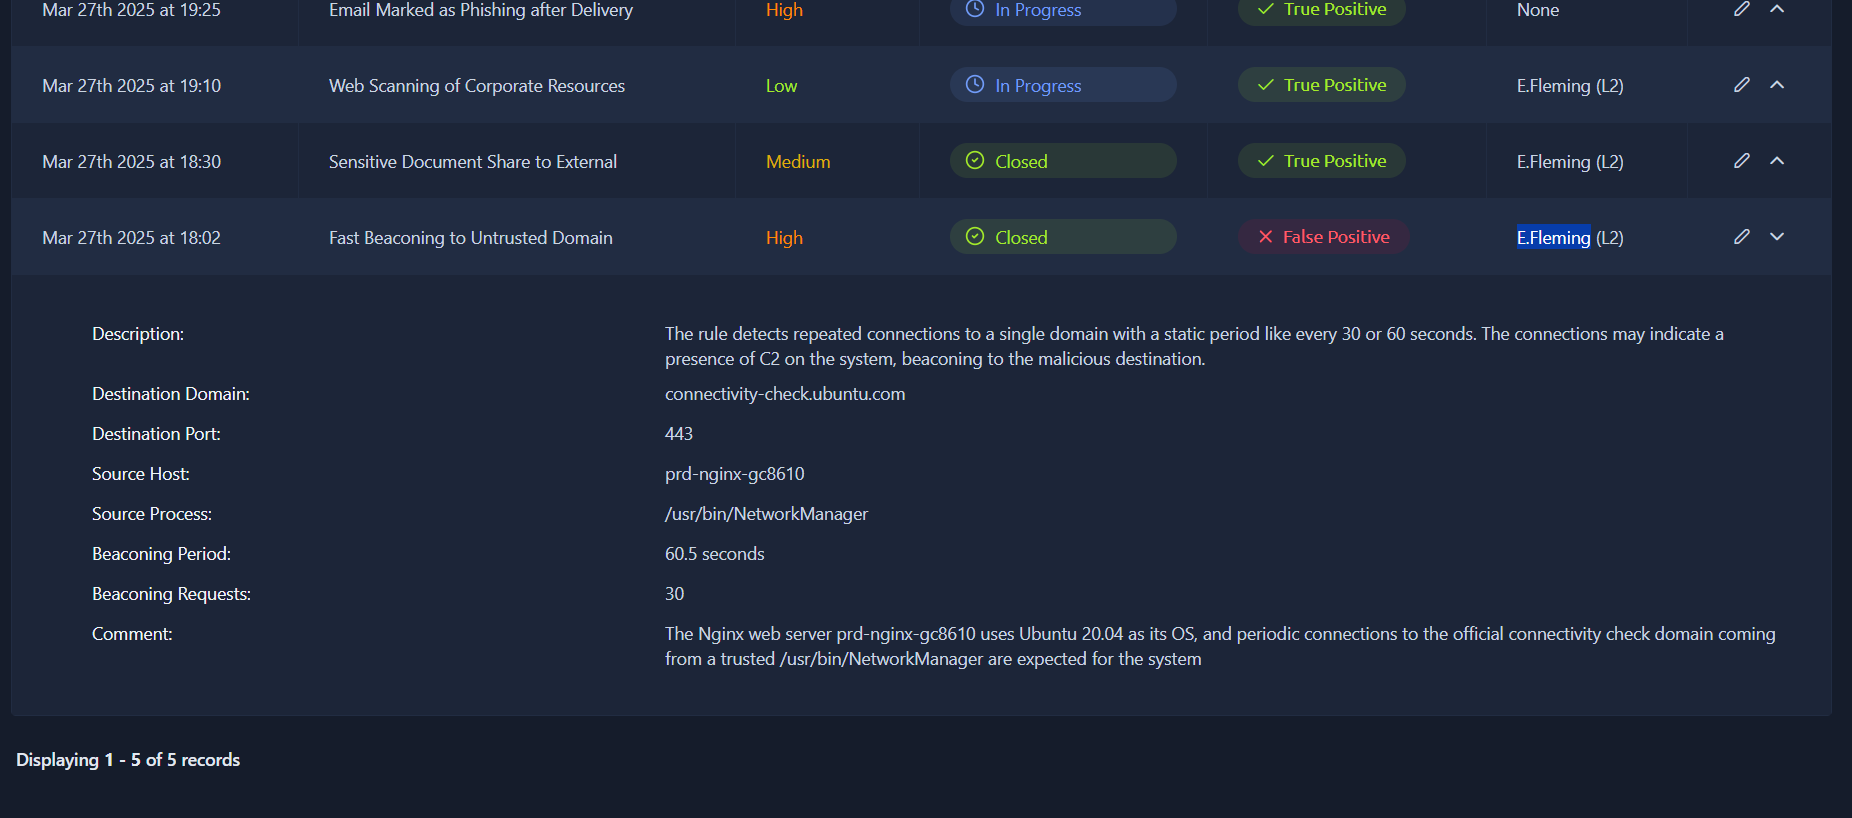 Mar 27th 2025 at 19:25 Email Marked as Phishing after Delivery High In Progress True Positive None
Mar 27th 2025 at 19:10 Web Scanning of Corporate Resources Low In Progress True Positive E.Fleming (L2)
Mar 27th 2025 at 18:30 Sensitive Document Share to External Medium Closed True Positive E.Fleming (L2)
Mar 27th 2025 at 18:02 Fast Beaconing to Untrusted Domain High Closed False Positive E.Fleming (L2)
Description: The rule detects repeated connections to a single domain with a static period like every 30 or 60 seconds. The connections may indicate a
presence of C2 on the system, beaconing to the malicious destination.
Destination Domain: connectivity-check.ubuntu.com
Destination Port: 443
Source Host: prd-nginx-gc8610
Source Process: /usr/bin/NetworkManager
Beaconing Period: 60.5 seconds
Beaconing Requests: 30
Comment: The Nginx web server prd-nginx-gc8610 uses Ubuntu 20.04 as its OS, and periodic connections to the official connectivity check domain coming
from a trusted /usr/bin/NetworkManager are expected for the system
Displaying 1 - 5 of 5 records